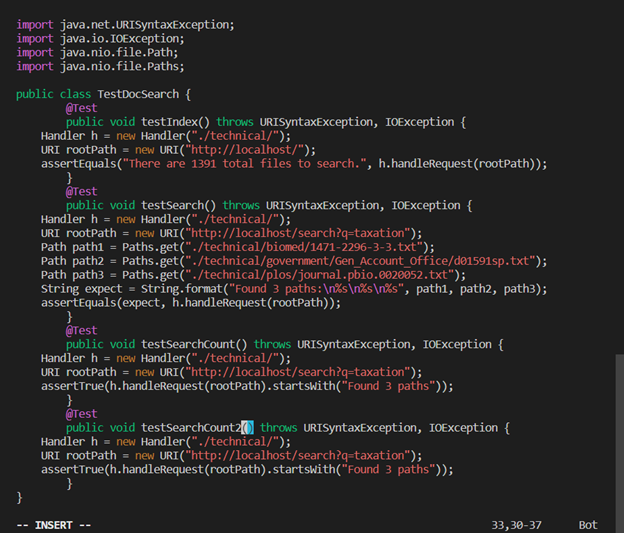 import java.net.URISyntaxException;
import java.io.IOException;
import java.nio.file.Path;
import java.nio.file.Paths;

public class TestDocSearch {
        @Test
        public void testIndex() throws URISyntaxException, IOException {
    Handler h = new Handler("./technical/");
    URI rootPath = new URI("http://localhost/");
    assertEquals("There are 1391 total files to search.", h.handleRequest(rootPath));
        }
        @Test
        public void testSearch() throws URISyntaxException, IOException {
    Handler h = new Handler("./technical/");
    URI rootPath = new URI("http://localhost/search?q=taxation");
    Path path1 = Paths.get("./technical/biomed/1471-2296-3-3.txt");
    Path path2 = Paths.get("./technical/government/Gen_Account_Office/d01591sp.txt");
    Path path3 = Paths.get("./technical/plos/journal.pbio.0020052.txt");
    String expect = String.format("Found 3 paths:\n%s\n%s\n%s", path1, path2, path3);
    assertEquals(expect, h.handleRequest(rootPath));
        }
        @Test
        public void testSearchCount() throws URISyntaxException, IOException {
    Handler h = new Handler("./technical/");
    URI rootPath = new URI("http://localhost/search?q=taxation");
    assertTrue(h.handleRequest(rootPath).startsWith("Found 3 paths"));
        }
        @Test
        public void testSearchCount2() throws URISyntaxException, IOException {
    Handler h = new Handler("./technical/");
    URI rootPath = new URI("http://localhost/search?q=taxation");
    assertTrue(h.handleRequest(rootPath).startsWith("Found 3 paths"));
        }
}
-- INSERT -- 33,30-37 Bot